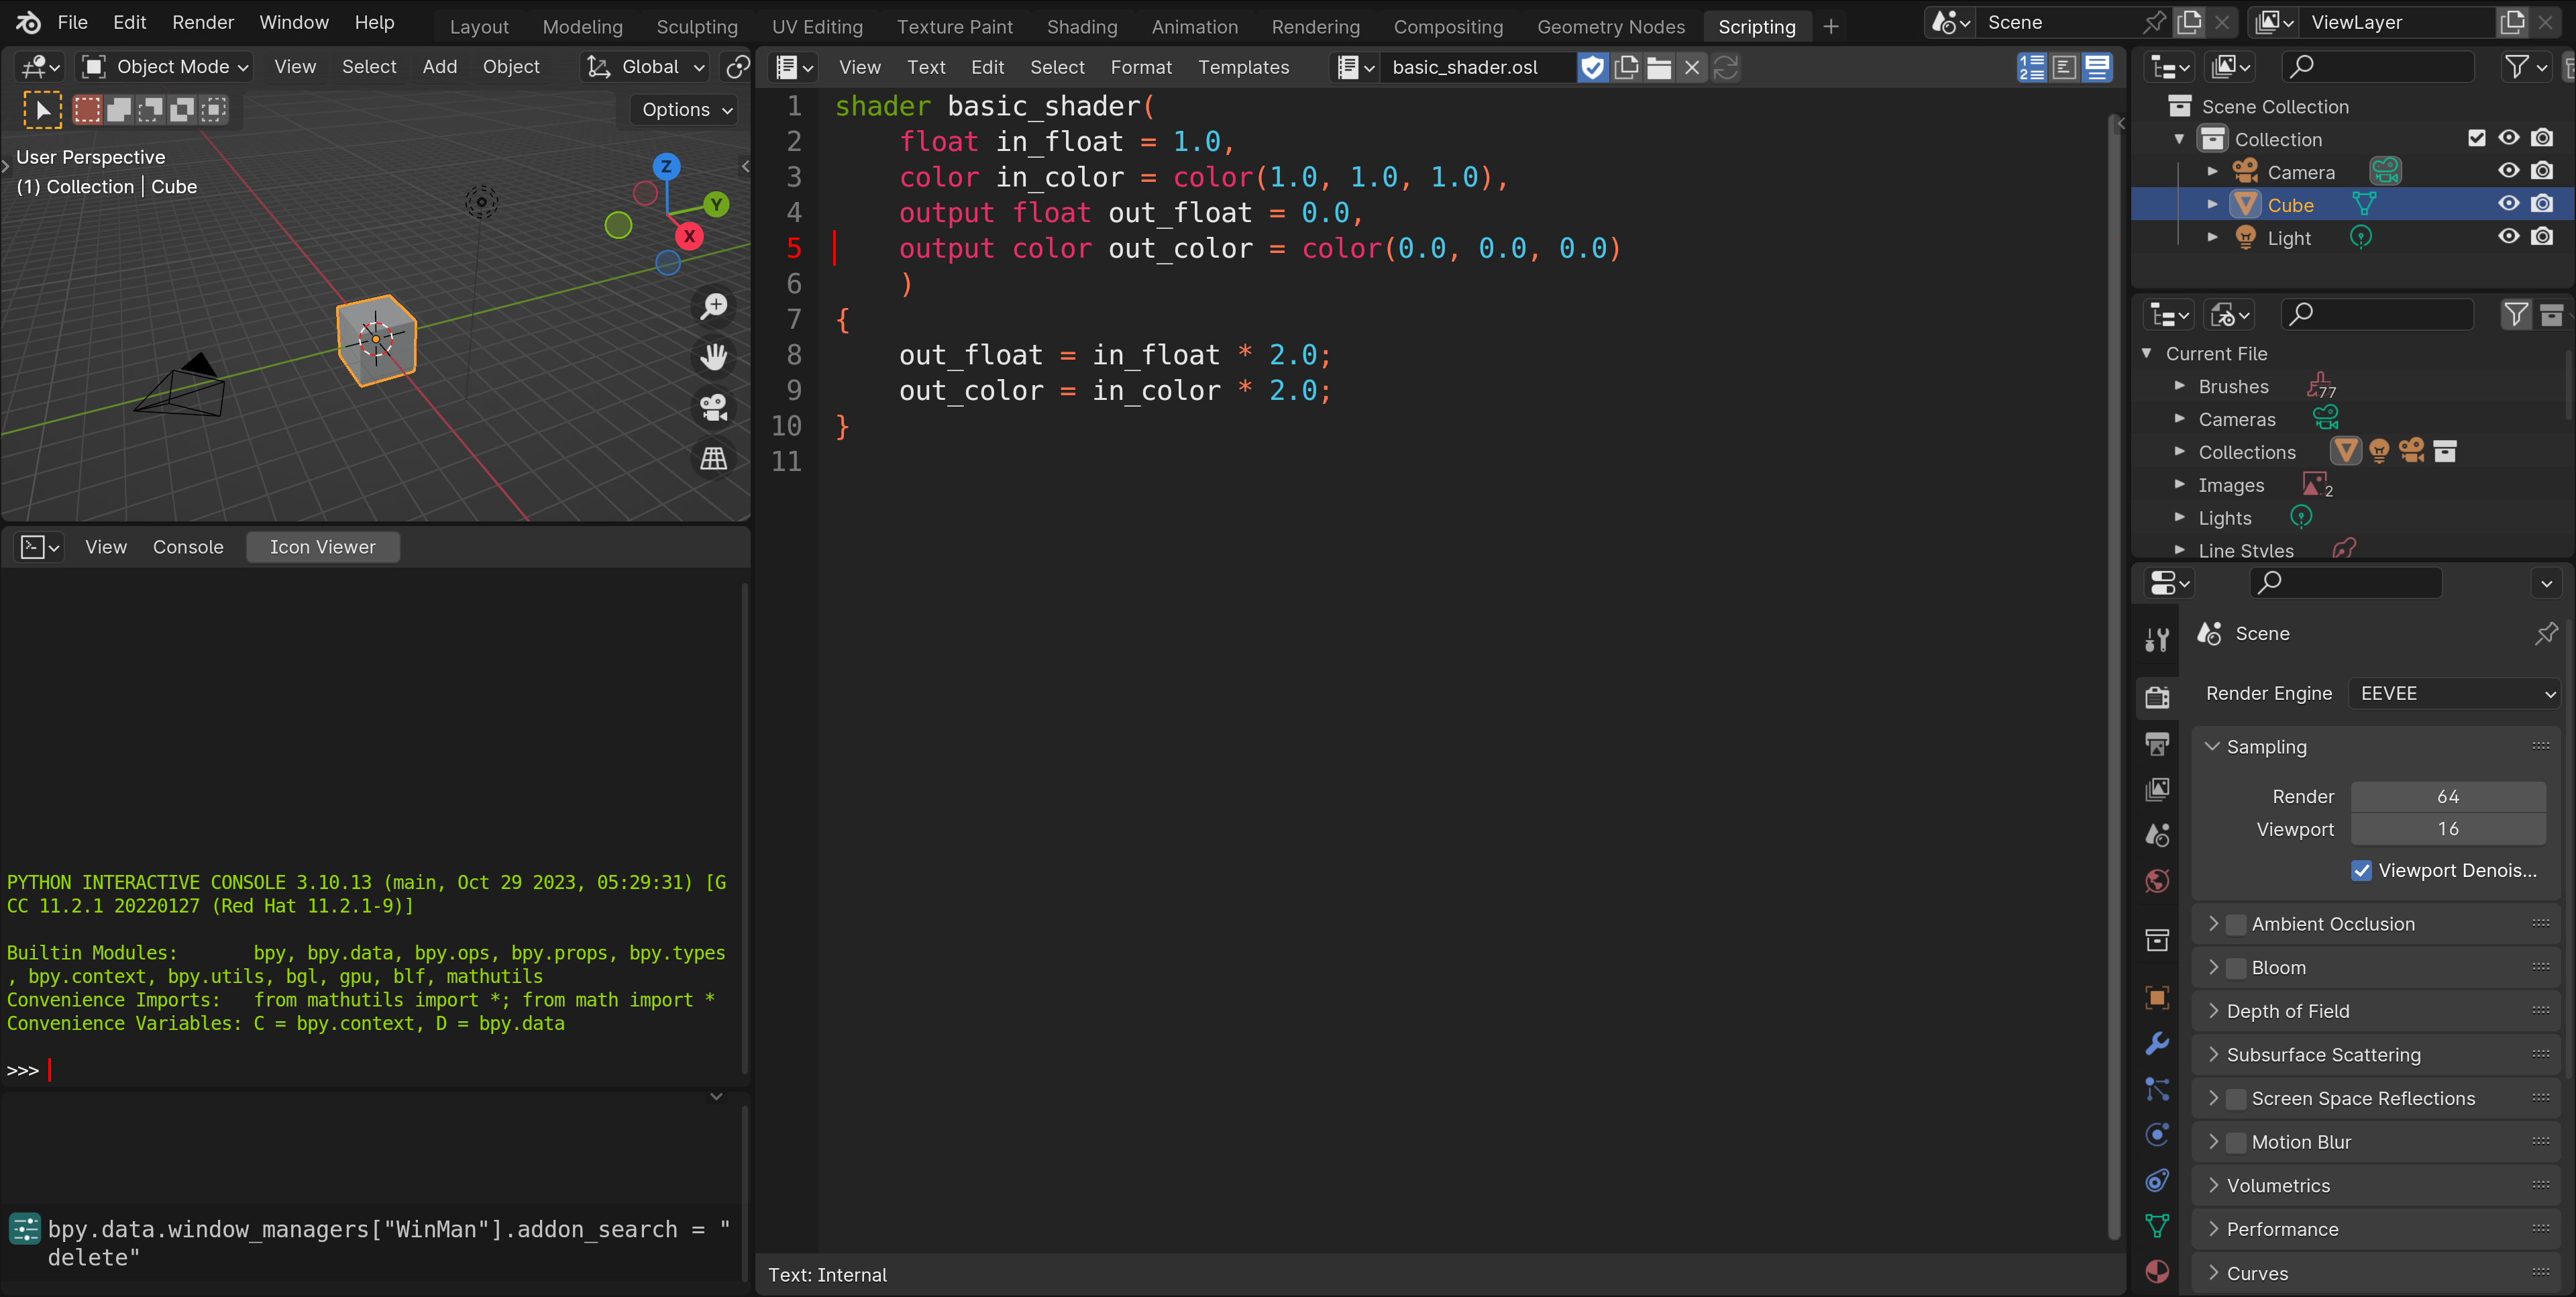 File Edit Render Window Help
Layout Modeling Sculpting UV Editing Texture Paint Shading Animation Rendering Compositing Geometry Nodes Scripting
Scene
ViewLayer
Object Mode View Select Add Object Global
Options
User Perspective
(1) Collection | Cube
Z
Y
X
View Console Icon Viewer
PYTHON INTERACTIVE CONSOLE 3.10.13 (main, Oct 29 2023, 05:29:31) [G
CC 11.2.1 20220127 (Red Hat 11.2.1-9)]
Builtin Modules:       bpy, bpy.data, bpy.ops, bpy.props, bpy.types
, bpy.context, bpy.utils, bgl, gpu, blf, mathutils
Convenience Imports:   from mathutils import *; from math import *
Convenience Variables: C = bpy.context, D = bpy.data
>>>
bpy.data.window_managers["WinMan"].addon_search = "
delete"
View Text Edit Select Format Templates basic_shader.osl
1 shader basic_shader(
2     float in_float = 1.0,
3     color in_color = color(1.0, 1.0, 1.0),
4     output float out_float = 0.0,
5     output color out_color = color(0.0, 0.0, 0.0)
6     )
7 {
8     out_float = in_float * 2.0;
9     out_color = in_color * 2.0;
10 }
11
Text: Internal
Scene Collection
Collection
Camera
Cube
Light
Current File
Brushes 77
Cameras
Collections
Images 2
Lights
Line Styles
Scene
Render Engine EEVEE
Sampling
Render 64
Viewport 16
Viewport Denois...
Ambient Occlusion
Bloom
Depth of Field
Subsurface Scattering
Screen Space Reflections
Motion Blur
Volumetrics
Performance
Curves